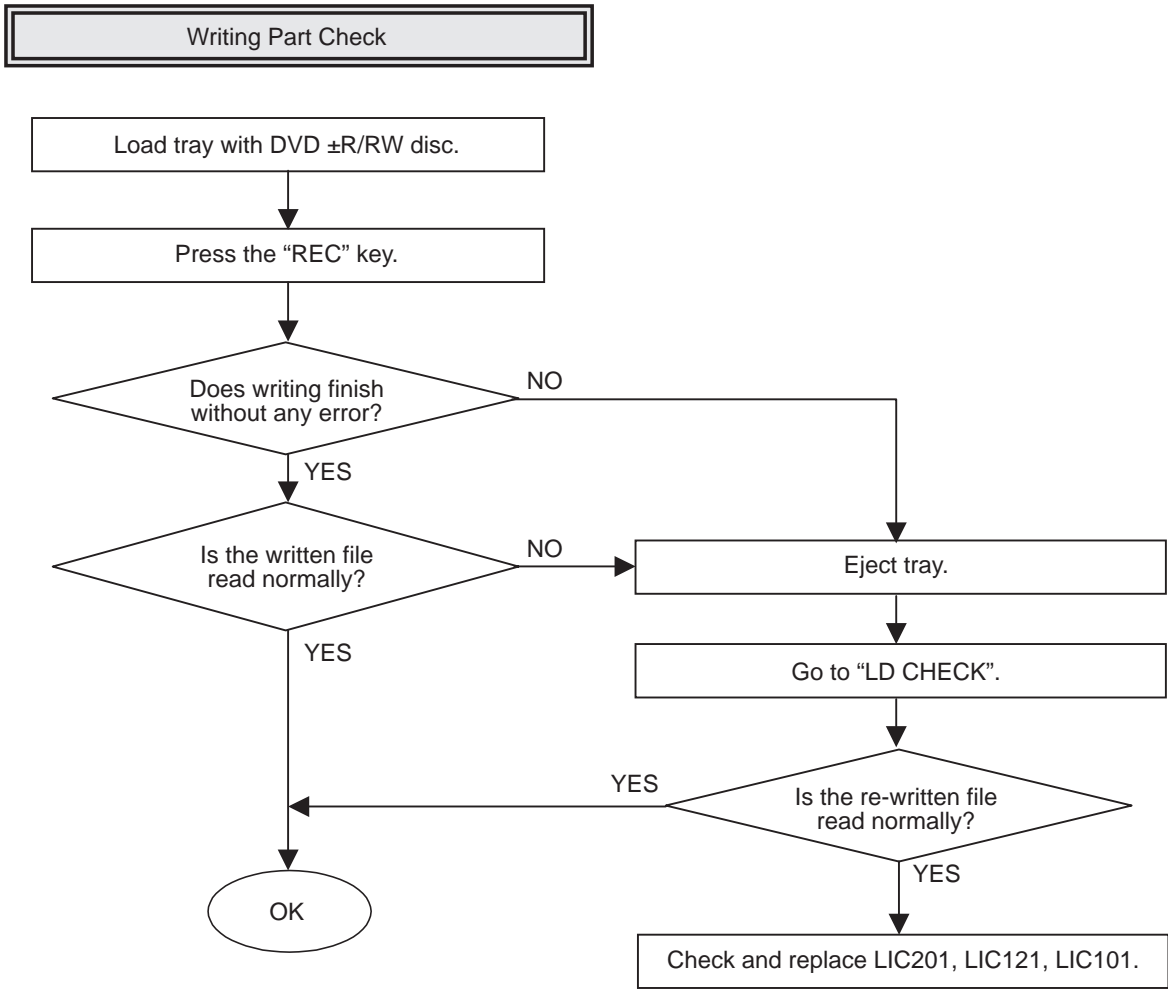 Writing Part Check
Load tray with DVD ±R/RW disc.
Press the “REC” key.
Does writing finish
without any error?
NO
YES
Is the written file
read normally?
NO
Eject tray.
YES
Go to “LD CHECK”.
YES
Is the re-written file
read normally?
YES
OK
Check and replace LIC201, LIC121, LIC101.